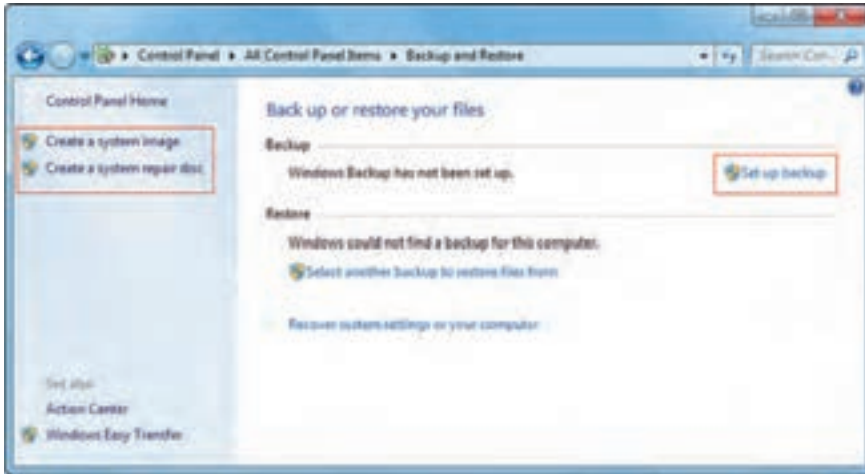 Control Panel ▸ All Control Panel Items ▸ Backup and Restore
Search Con...
Control Panel Home
Create a system image
Create a system repair disc
Back up or restore your files
Backup
Windows Backup has not been set up.
Set up backup
Restore
Windows could not find a backup for this computer.
Select another backup to restore files from
Recover system settings or your computer
See also
Action Center
Windows Easy Transfer